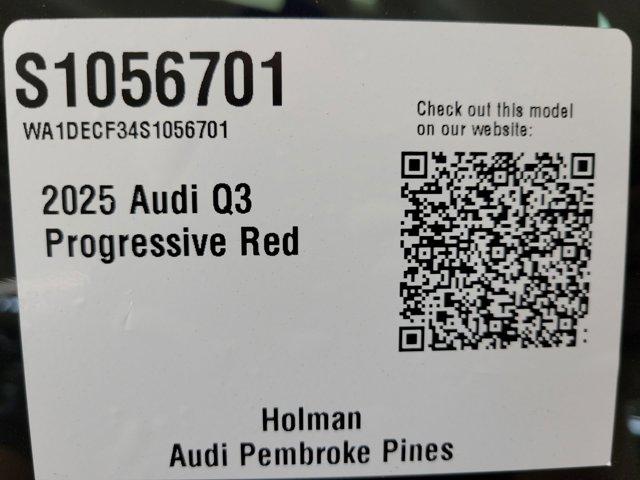 S1056701
WA1DECF34S1056701
Check out this model
on our website:
2025 Audi Q3
Progressive Red
Holman
Audi Pembroke Pines